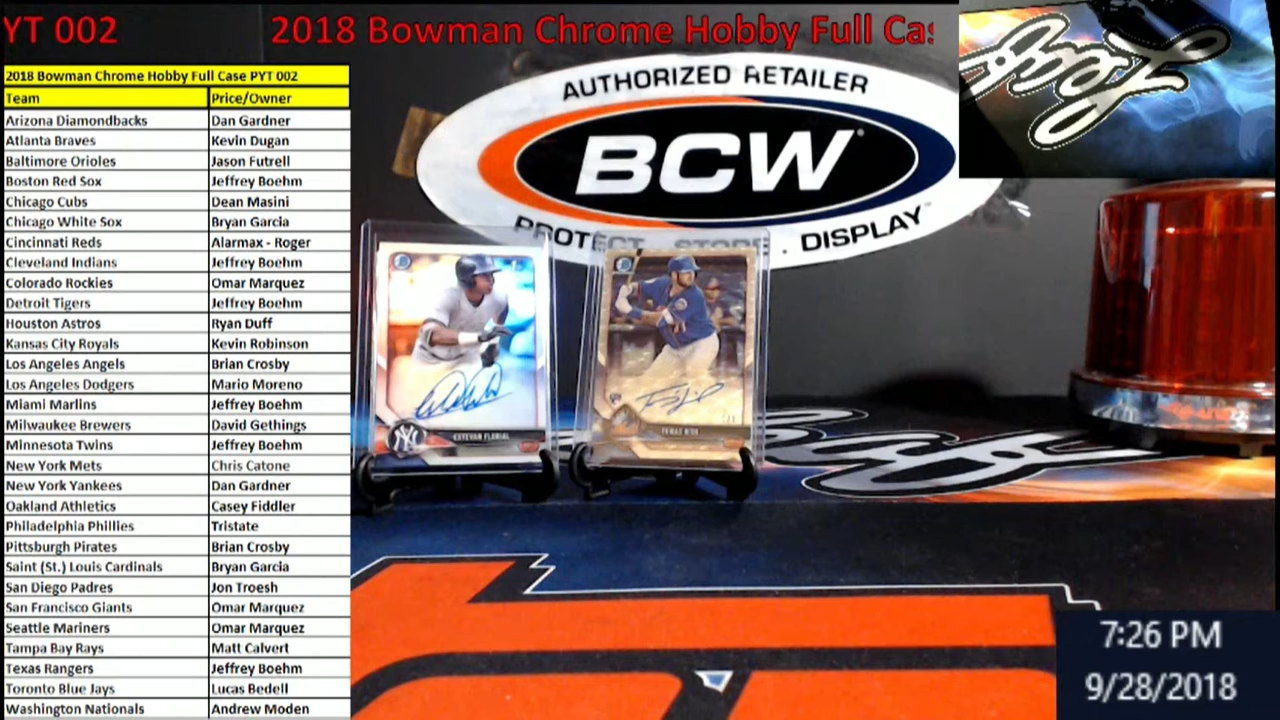 YT 002
2018 Bowman Chrome Hobby Full Cas
2018 Bowman Chrome Hobby Full Case PYT 002
Team Price/Owner
Arizona Diamondbacks Dan Gardner
Atlanta Braves Kevin Dugan
Baltimore Orioles Jason Futrell
Boston Red Sox Jeffrey Boehm
Chicago Cubs Dean Masini
Chicago White Sox Bryan Garcia
Cincinnati Reds Alarmax - Roger
Cleveland Indians Jeffrey Boehm
Colorado Rockies Omar Marquez
Detroit Tigers Jeffrey Boehm
Houston Astros Ryan Duff
Kansas City Royals Kevin Robinson
Los Angeles Angels Brian Crosby
Los Angeles Dodgers Mario Moreno
Miami Marlins Jeffrey Boehm
Milwaukee Brewers David Gethings
Minnesota Twins Jeffrey Boehm
New York Mets Chris Catone
New York Yankees Dan Gardner
Oakland Athletics Casey Fiddler
Philadelphia Phillies Tristate
Pittsburgh Pirates Brian Crosby
Saint (St.) Louis Cardinals Bryan Garcia
San Diego Padres Jon Troesh
San Francisco Giants Omar Marquez
Seattle Mariners Omar Marquez
Tampa Bay Rays Matt Calvert
Texas Rangers Jeffrey Boehm
Toronto Blue Jays Lucas Bedell
Washington Nationals Andrew Moden
AUTHORIZED RETAILER
BCW
PROTECT . STORE . DISPLAY™
ESTEVAN FLORIAL
NY
Leaf
7:26 PM
9/28/2018